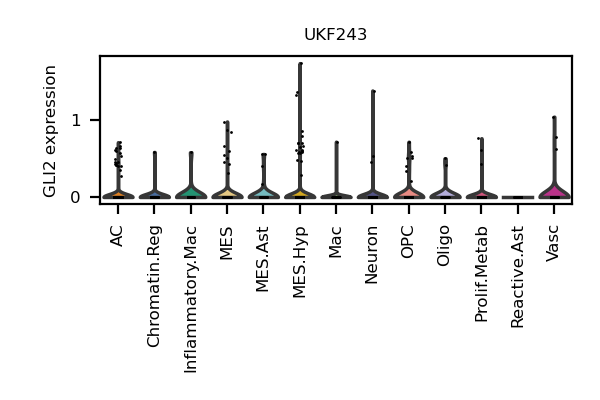 UKF243
GLI2 expression
1
0
AC
Chromatin.Reg
Inflammatory.Mac
MES
MES.Ast
MES.Hyp
Mac
Neuron
OPC
Oligo
Prolif.Metab
Reactive.Ast
Vasc